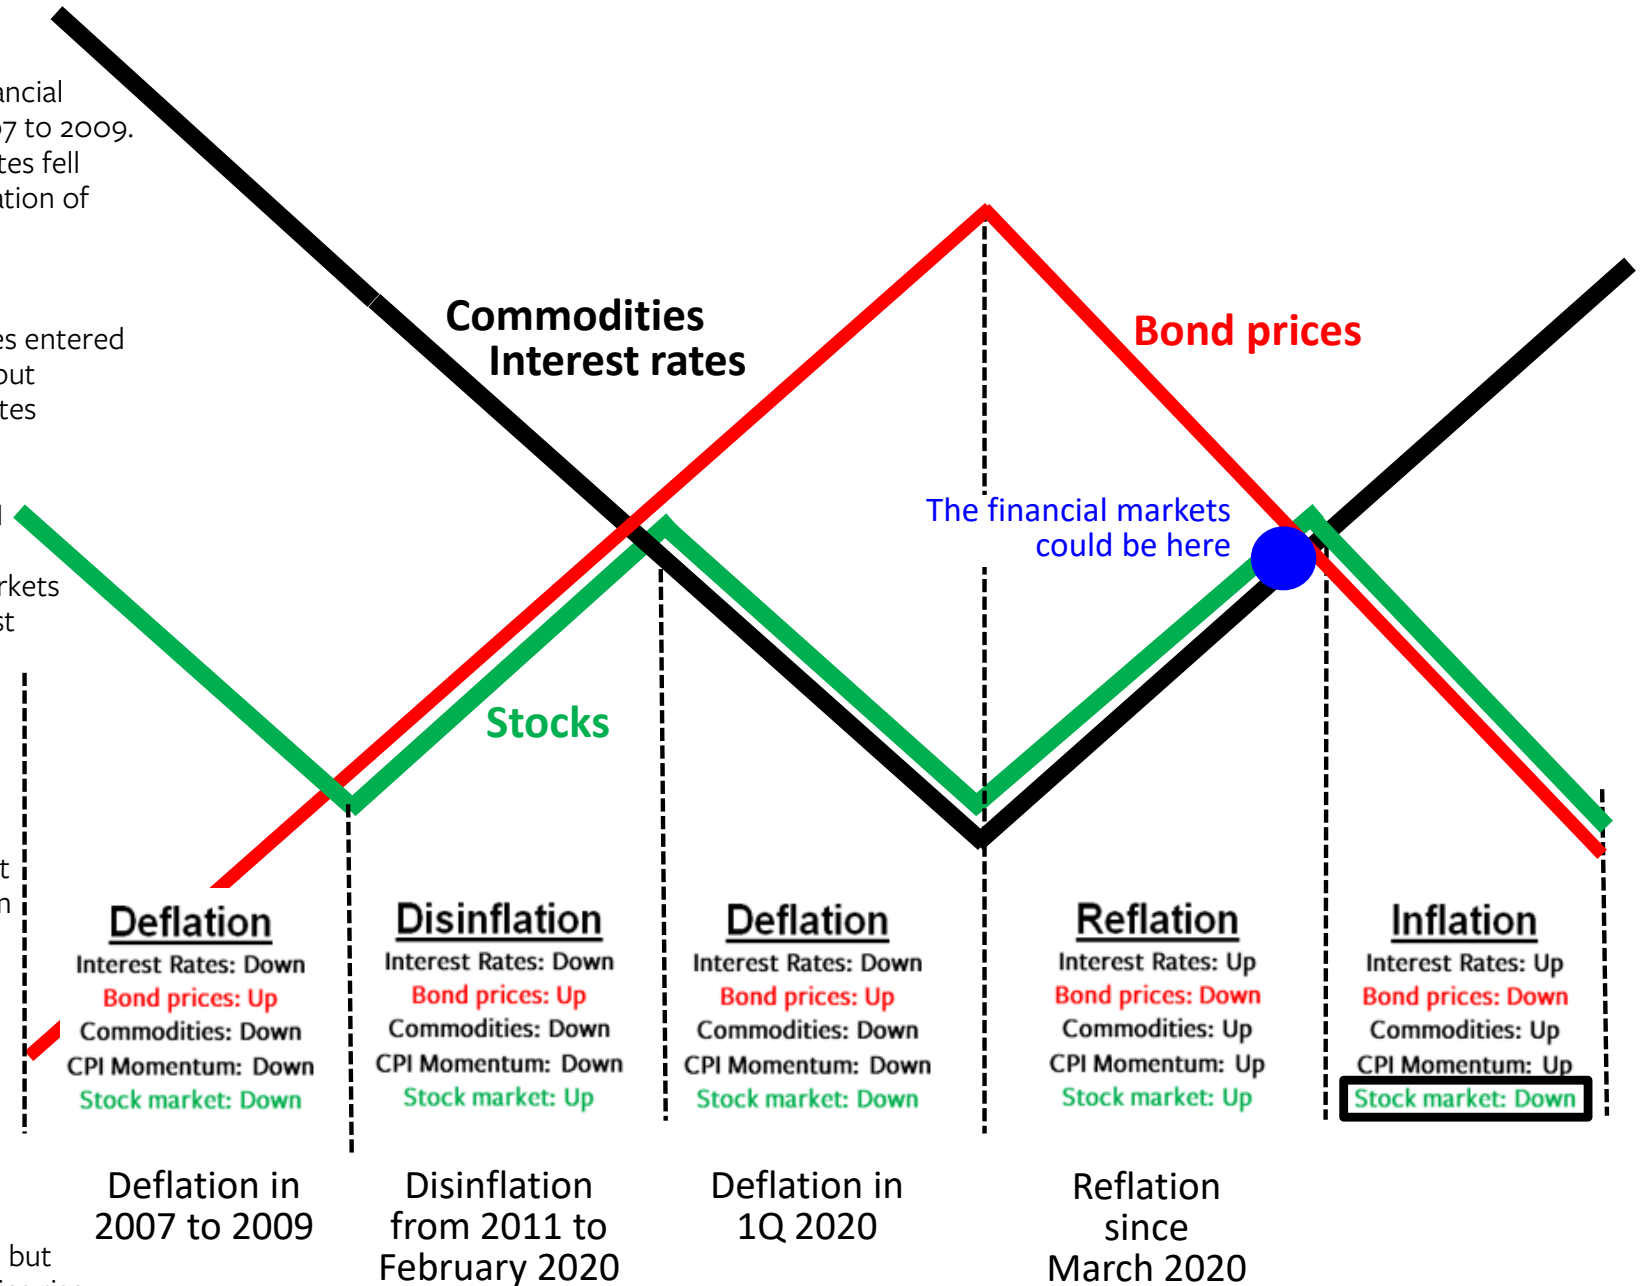 ancial
07 to 2009.
tes fell
ation of
es entered
out
tes
rkets
st
t
n
but
Commodities
Interest rates
Bond prices
The financial markets
could be here
Stocks
Deflation
Interest Rates: Down
Bond prices: Up
Commodities: Down
CPI Momentum: Down
Stock market: Down
Disinflation
Interest Rates: Down
Bond prices: Up
Commodities: Down
CPI Momentum: Down
Stock market: Up
Deflation
Interest Rates: Down
Bond prices: Up
Commodities: Down
CPI Momentum: Down
Stock market: Down
Reflation
Interest Rates: Up
Bond prices: Down
Commodities: Up
CPI Momentum: Up
Stock market: Up
Inflation
Interest Rates: Up
Bond prices: Down
Commodities: Up
CPI Momentum: Up
Stock market: Down
Deflation in
2007 to 2009
Disinflation
from 2011 to
February 2020
Deflation in
1Q 2020
Reflation
since
March 2020